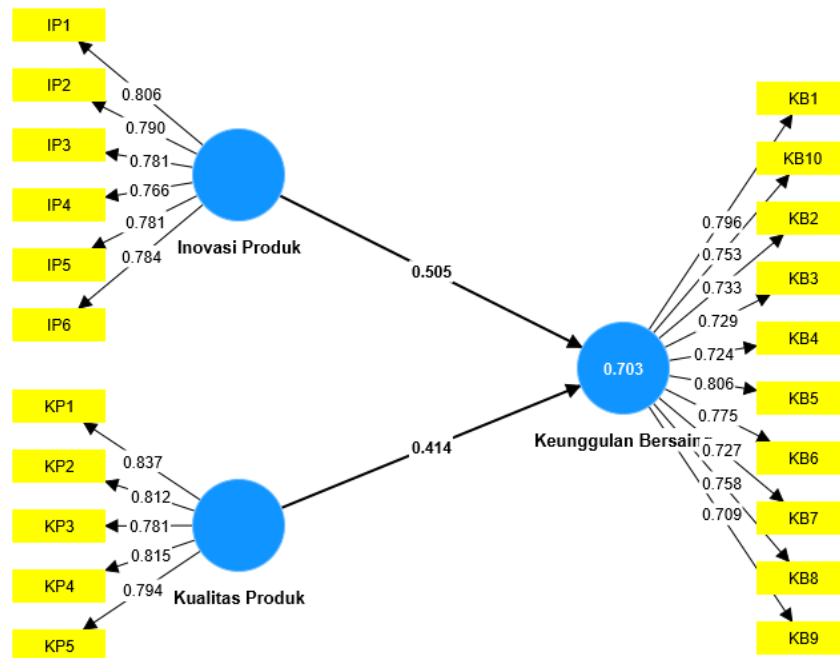 IP1
IP2
IP3
IP4
IP5
IP6
0.806
0.790
0.781
0.766
0.781
0.784
Inovasi Produk
0.505
KP1
KP2
KP3
KP4
KP5
0.837
0.812
0.781
0.815
0.794
Kualitas Produk
0.414
0.703
Keunggulan Bersaing
0.796
0.753
0.733
0.729
0.724
0.806
0.775
0.727
0.758
0.709
KB1
KB10
KB2
KB3
KB4
KB5
KB6
KB7
KB8
KB9